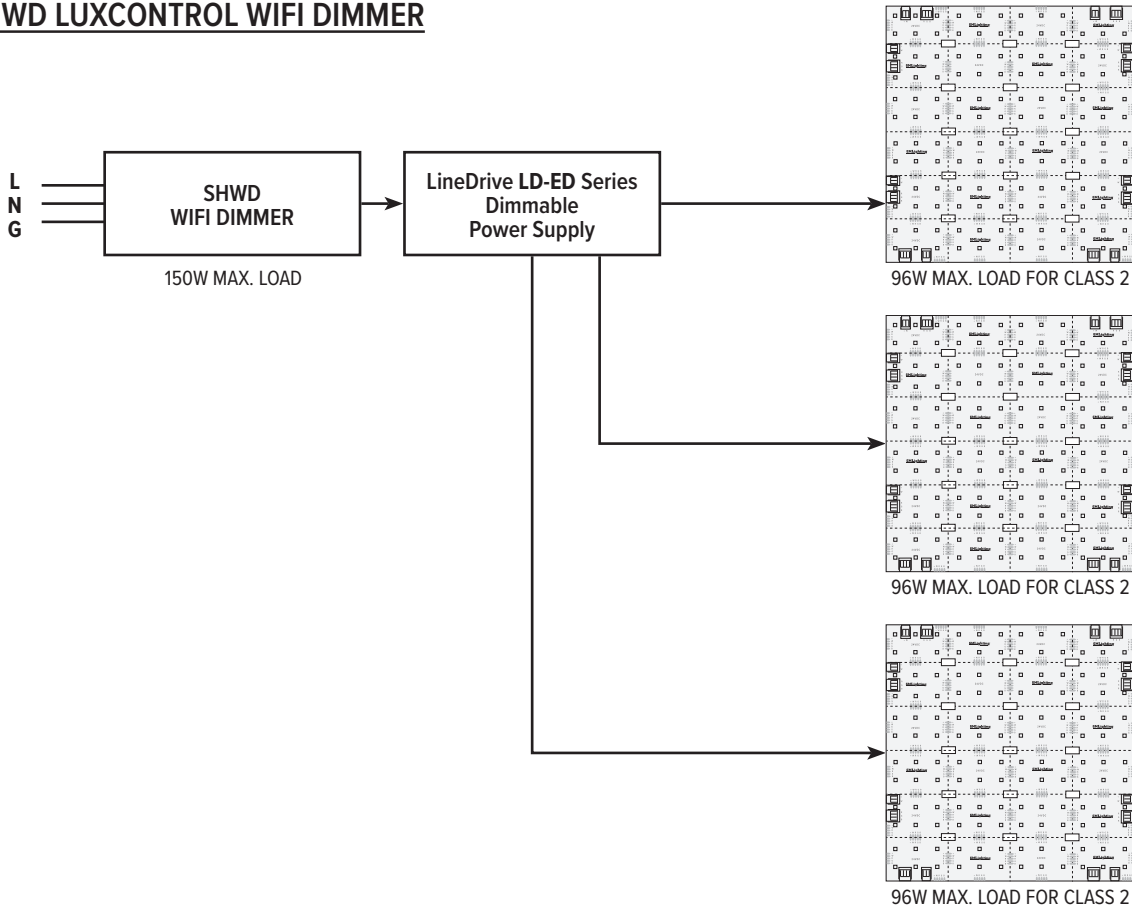 WD LUXCONTROL WIFI DIMMER
L
N
G
SHWD
WIFI DIMMER
150W MAX. LOAD
LineDrive LD-ED Series
Dimmable
Power Supply
96W MAX. LOAD FOR CLASS 2
96W MAX. LOAD FOR CLASS 2
96W MAX. LOAD FOR CLASS 2